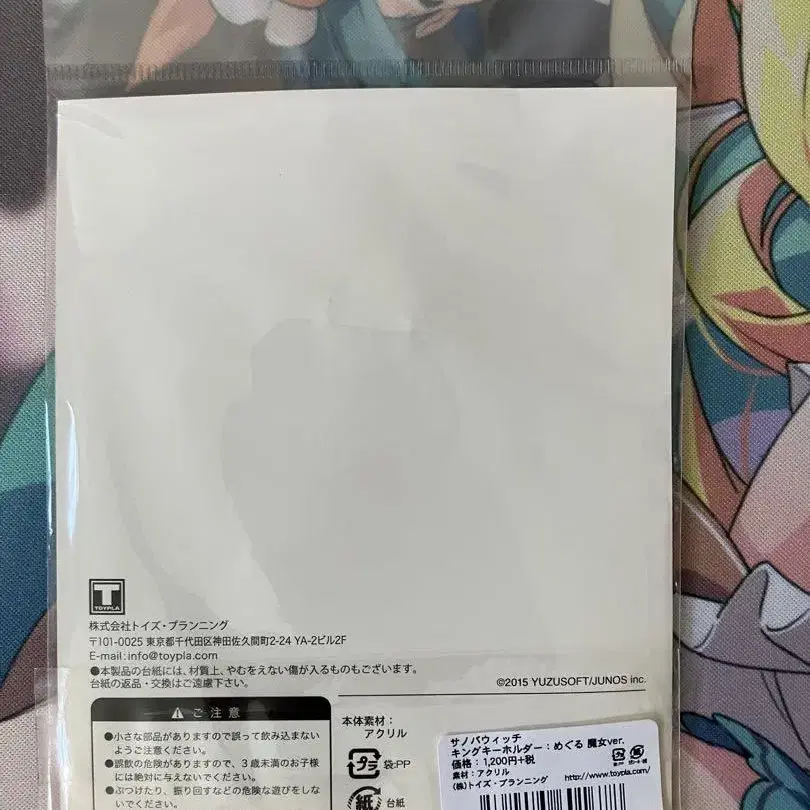 T
TOYPLA
株式会社トイズ・プランニング
〒101-0025 東京都千代田区神田佐久間町2-24 YA-2ビル2F
E-mail:info@toypla.com
●本製品の台紙には、材質上、やむをえない傷が入るものもございます。
台紙の返品・交換はご遠慮下さい。
©2015 YUZUSOFT/JUNOS inc.
ご注意
●小さな部品がありますので誤って飲み込まない
ようご注意ください。
●誤飲の危険がありますので、3歳未満のお子様
には絶対に与えないでください。
●ぶつけたり、振り回すなどの危険な遊びをしな
いでください。
本体素材：
アクリル
プラ
袋:PP
紙
台紙
サノバウィッチ
キングキーホルダー：めぐる 魔女ver.
価格：1,200円+税
素材：アクリル
(株)トイズ・プランニング
http://www.toypla.com/